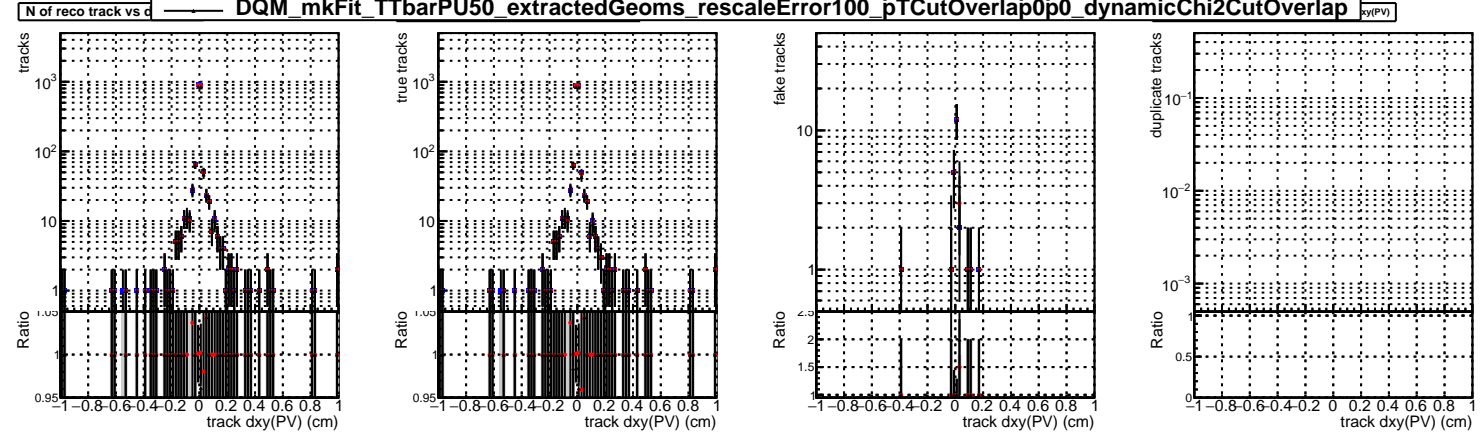 N of reco track vs d
DQM_mkFit_TTbarPU50_extractedGeoms_rescaleError100_pTCutOverlap0p0_dynamicChi2CutOverlap
xy(PV)
tracks
10³
10²
10
1
Ratio
1.05
1
0.95
−1 −0.8 −0.6 −0.4 −0.2 0 0.2 0.4 0.6 0.8 1
track dxy(PV) (cm)
true tracks
10³
10²
10
1
Ratio
1.05
1
0.95
−1 −0.8 −0.6 −0.4 −0.2 0 0.2 0.4 0.6 0.8 1
track dxy(PV) (cm)
fake tracks
10
1
Ratio
2.5
2
1.5
1
−1 −0.8 −0.6 −0.4 −0.2 0 0.2 0.4 0.6 0.8 1
track dxy(PV) (cm)
duplicate tracks
10⁻¹
10⁻²
10⁻³
Ratio
1
0.5
0
−1 −0.8 −0.6 −0.4 −0.2 0 0.2 0.4 0.6 0.8 1
track dxy(PV) (cm)